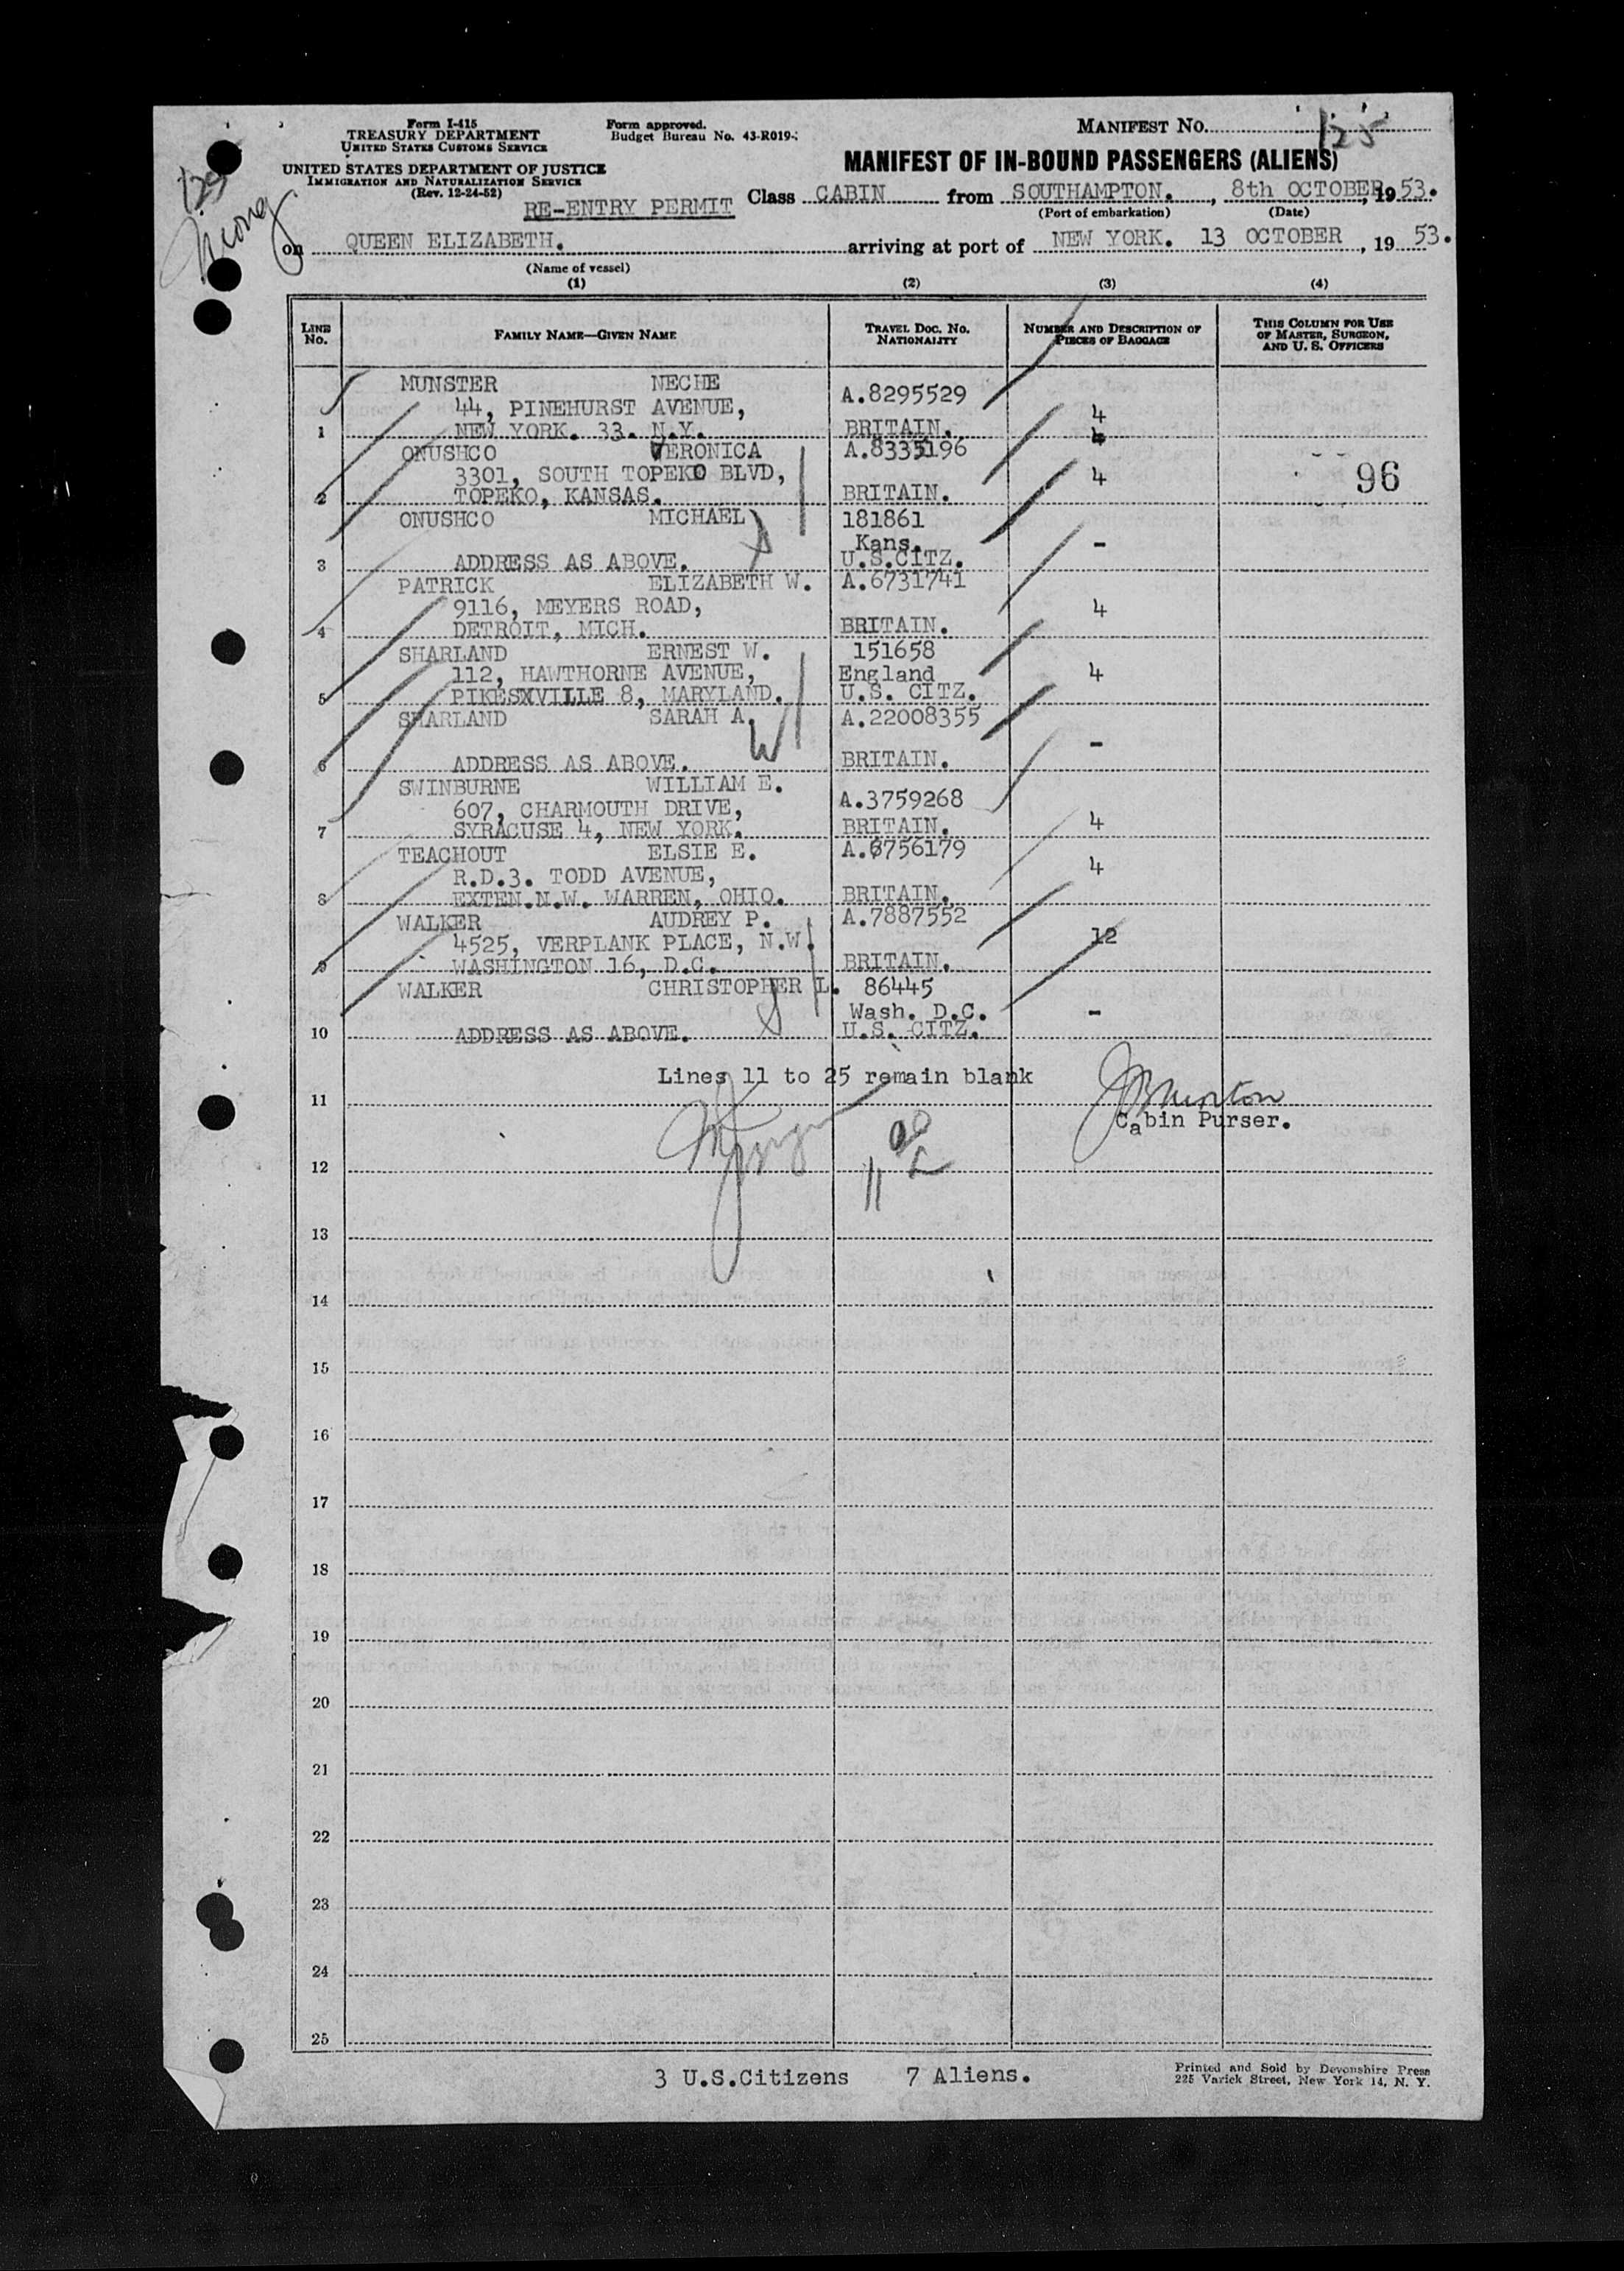 Form I-415
TREASURY DEPARTMENT
UNITED STATES CUSTOMS SERVICE
UNITED STATES DEPARTMENT OF JUSTICE
IMMIGRATION AND NATURALIZATION SERVICE
(Rev. 12-24-52)
Form approved.
Budget Bureau No. 43-R019-
MANIFEST NO. 125
MANIFEST OF IN-BOUND PASSENGERS (ALIENS)
RE-ENTRY PERMIT
Class CABIN from SOUTHAMPTON. , 8th OCTOBER, 19 53.
(Port of embarkation) (Date)
on QUEEN ELIZABETH. arriving at port of NEW YORK. 13 OCTOBER , 19 53.
(Name of vessel)
(1) (2) (3) (4)
LINE No. FAMILY NAME—GIVEN NAME TRAVEL DOC. NO. NATIONALITY NUMBER AND DESCRIPTION OF PIECES OF BAGGAGE THIS COLUMN FOR USE OF MASTER, SURGEON, AND U. S. OFFICERS
MUNSTER NECHE A.8295529
44, PINEHURST AVENUE, 4
1 NEW YORK. 33. N.Y. BRITAIN.
ONUSHCO VERONICA A.8335196
3301, SOUTH TOPEKO BLVD, 4 96
2 TOPEKO, KANSAS. BRITAIN.
ONUSHCO MICHAEL 181861
Kans. -
3 ADDRESS AS ABOVE. U.S.CITZ.
PATRICK ELIZABETH W. A.6731741
9116, MEYERS ROAD, 4
4 DETROIT, MICH. BRITAIN.
SHARLAND ERNEST W. 151658
112, HAWTHORNE AVENUE, England 4
5 PIKESXVILLE 8, MARYLAND. U.S. CITZ.
SHARLAND SARAH A. A.22008355
W -
6 ADDRESS AS ABOVE. BRITAIN.
SWINBURNE WILLIAM E. A.3759268
607, CHARMOUTH DRIVE,
7 SYRACUSE 4, NEW YORK. BRITAIN. 4
TEACHOUT ELSIE E. A.6756179
R.D.3. TODD AVENUE, 4
8 EXTEN.N.W. WARREN, OHIO. BRITAIN.
WALKER AUDREY P. A.7887552
4525, VERPLANK PLACE, N.W. 12
9 WASHINGTON 16, D.C. BRITAIN.
WALKER CHRISTOPHER L. 86445
Wash. D.C. -
10 ADDRESS AS ABOVE. U.S. CITZ.
Lines 11 to 25 remain blank
11
Cabin Purser.
12
13
14
15
16
17
18
19
20
21
22
23
24
25
3 U.S.Citizens 7 Aliens.
Printed and Sold by Devonshire Press
225 Varick Street, New York 14, N. Y.